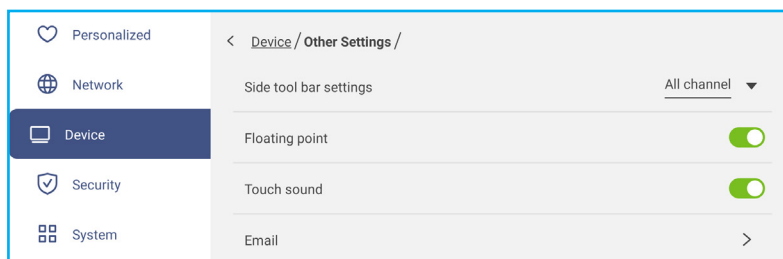 Personalized
Network
Device
Security
System
Device / Other Settings /
Side tool bar settings All channel
Floating point
Touch sound
Email